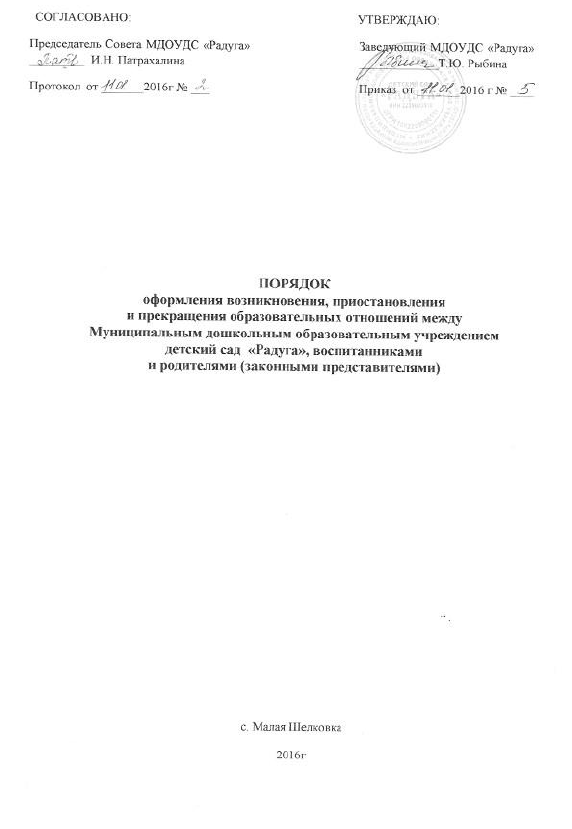 СОГЛАСОВАНО:
Председатель Совета МДОУДС «Радуга»
И.Н. Патрахалина
Протокол от 11.01 2016г № 2
УТВЕРЖДАЮ:
Заведующий МДОУДС «Радуга»
Т.Ю. Рыбина
Приказ от 11.01 2016 г № 5
ПОРЯДОК
оформления возникновения, приостановления
и прекращения образовательных отношений между
Муниципальным дошкольным образовательным учреждением
детский сад «Радуга», воспитанниками
и родителями (законными представителями)
с. Малая Шелковка
2016г